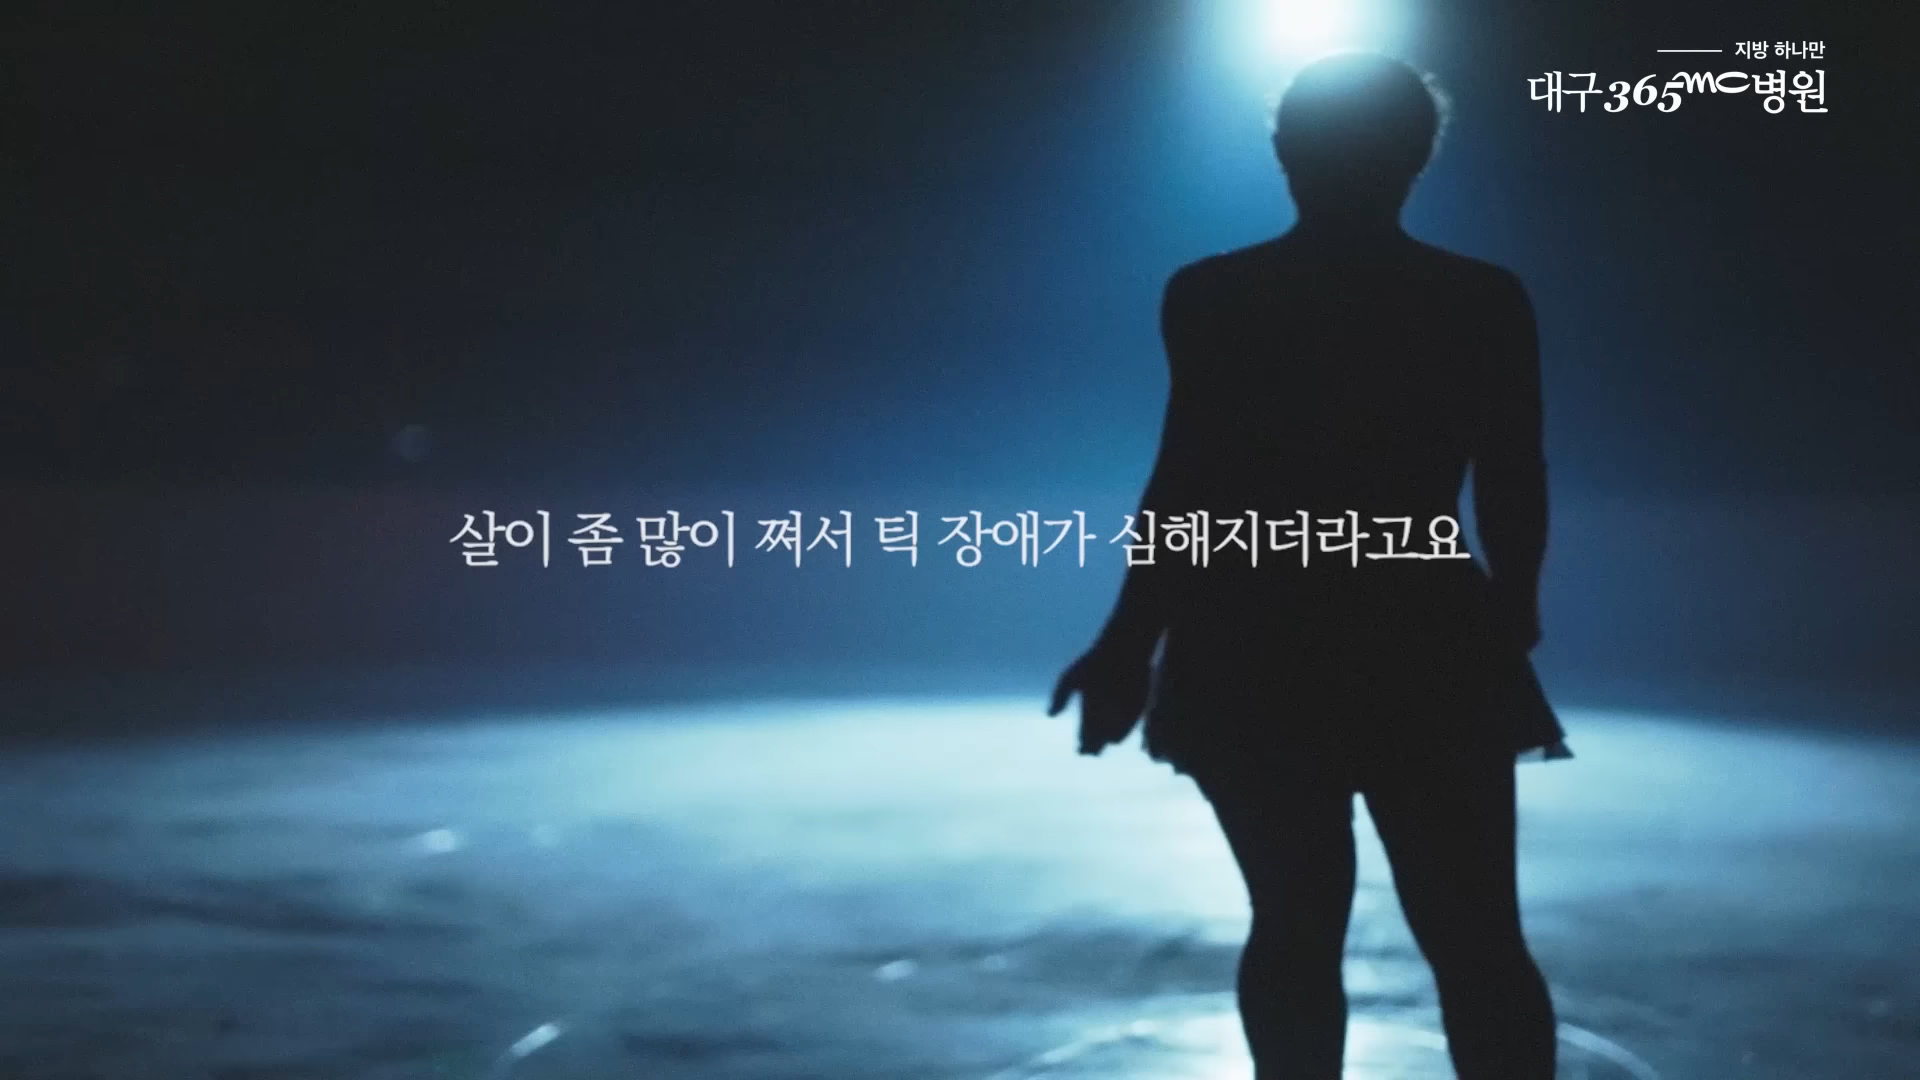 지방 하나만
대구365mc병원
살이 좀 많이 쪄서 틱 장애가 심해지더라고요